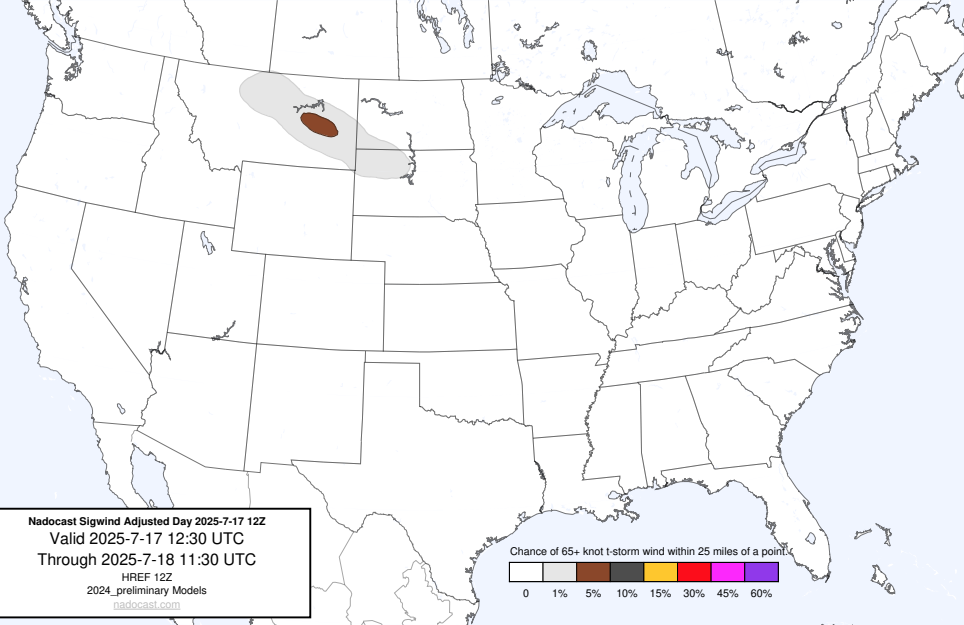 Nadocast Sigwind Adjusted Day 2025-7-17 12Z
Valid 2025-7-17 12:30 UTC
Through 2025-7-18 11:30 UTC
HREF 12Z
2024_preliminary Models
nadocast.com
Chance of 65+ knot t-storm wind within 25 miles of a point.
0 1% 5% 10% 15% 30% 45% 60%